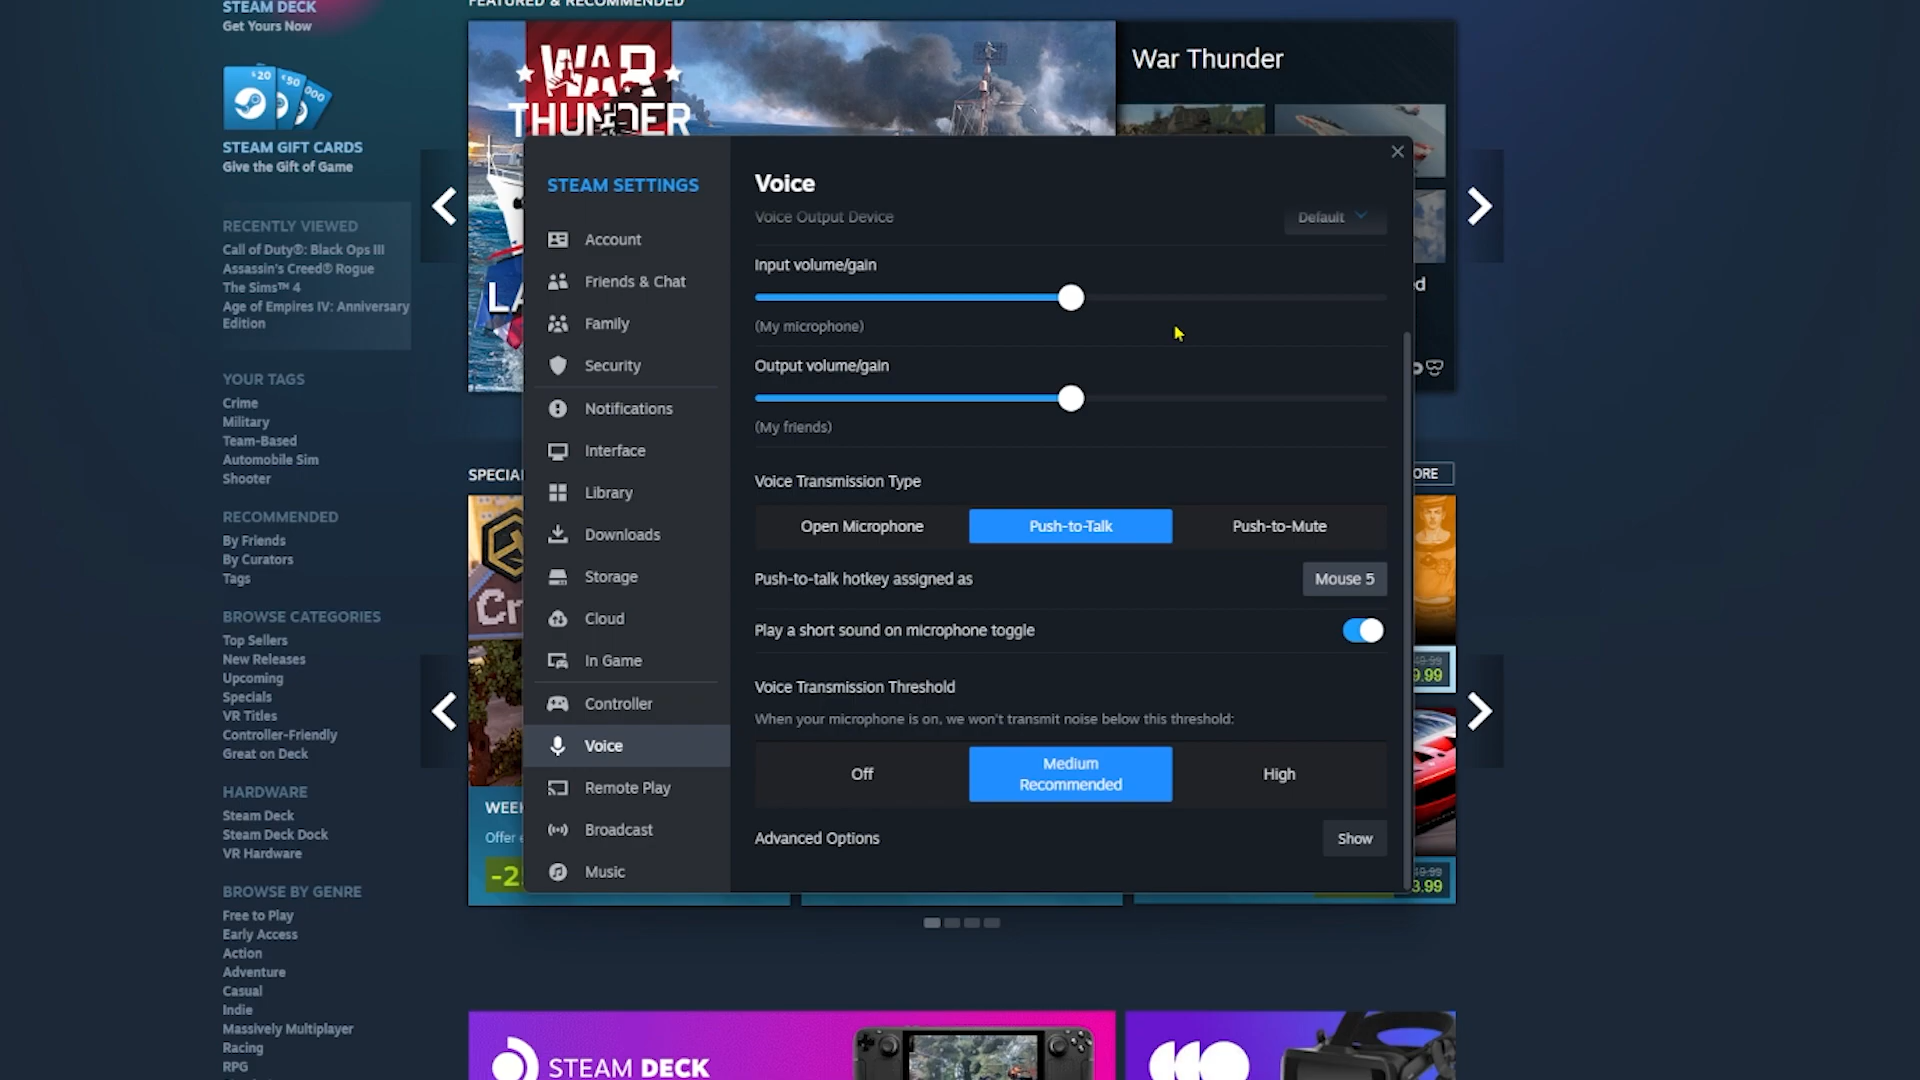 STEAM DECK
Get Yours Now
$20
$50
STEAM GIFT CARDS
Give the Gift of Game
RECENTLY VIEWED
Call of Duty®: Black Ops III
Assassin's Creed® Rogue
The Sims™ 4
Age of Empires IV: Anniversary
Edition
YOUR TAGS
Crime
Military
Team-Based
Automobile Sim
Shooter
RECOMMENDED
By Friends
By Curators
Tags
BROWSE CATEGORIES
Top Sellers
New Releases
Upcoming
Specials
VR Titles
Controller-Friendly
Great on Deck
HARDWARE
Steam Deck
Steam Deck Dock
VR Hardware
BROWSE BY GENRE
Free to Play
Early Access
Action
Adventure
Casual
Indie
Massively Multiplayer
Racing
RPG
FEATURED & RECOMMENDED
WAR
THUNDER
War Thunder
STEAM SETTINGS
Account
Friends & Chat
Family
Security
Notifications
Interface
Library
Downloads
Storage
Cloud
In Game
Controller
Voice
Remote Play
Broadcast
Music
Voice
Voice Output Device
Default
Input volume/gain
(My microphone)
Output volume/gain
(My friends)
Voice Transmission Type
Open Microphone
Push-to-Talk
Push-to-Mute
Push-to-talk hotkey assigned as
Mouse 5
Play a short sound on microphone toggle
Voice Transmission Threshold
When your microphone is on, we won't transmit noise below this threshold:
Off
Medium
Recommended
High
Advanced Options
Show
STEAM DECK